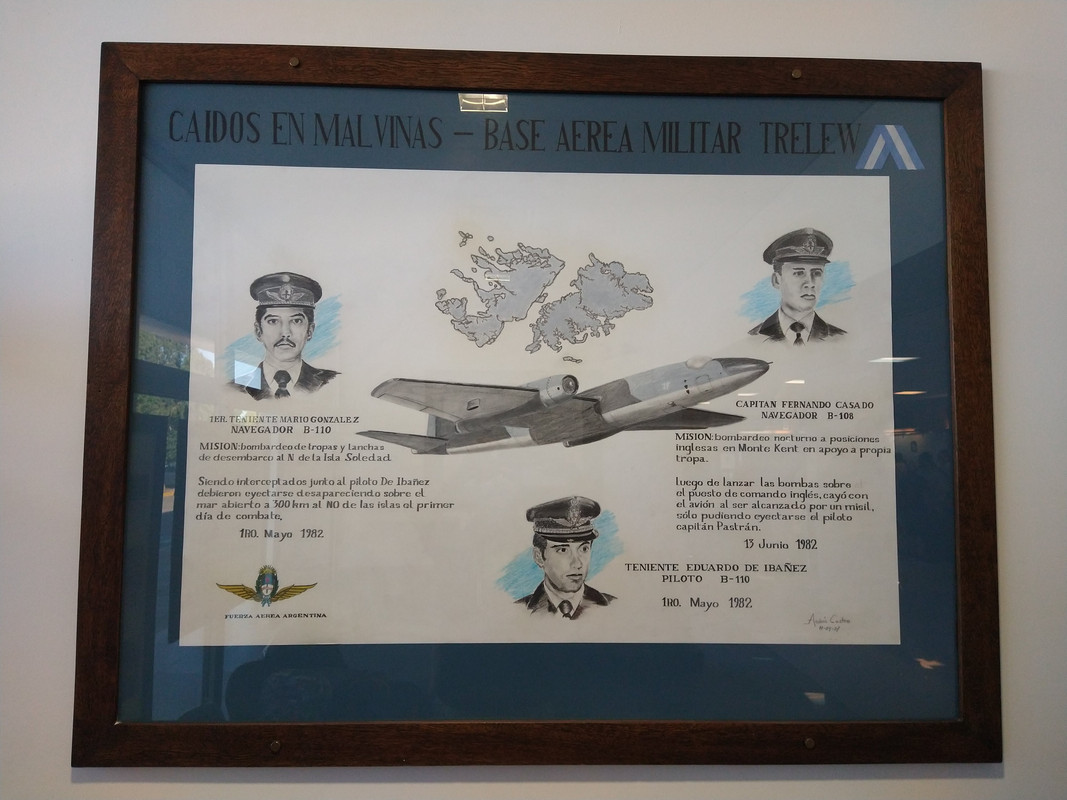 CAIDOS EN MALVINAS – BASE AEREA MILITAR TRELEW
1ER. TENIENTE MARIO GONZALEZ
NAVEGADOR B-110
MISION: bombardeo de tropas y lanchas
de desembarco al N de la Isla Soledad.
Siendo interceptados junto al piloto De Ibañez
debieron eyectarse desapareciendo sobre el
mar abierto a 300 km al NO de las islas el primer
día de combate.
1RO. Mayo 1982
FUERZA AEREA ARGENTINA
CAPITAN FERNANDO CASADO
NAVEGADOR B-108
MISION: bombardeo nocturno a posiciones
inglesas en Monte Kent en apoyo a propia
tropa.
Luego de lanzar las bombas sobre
el puesto de comando inglés, cayó con
el avión al ser alcanzado por un misil,
sólo pudiendo eyectarse el piloto
capitán Pastrán.
13 Junio 1982
TENIENTE EDUARDO DE IBAÑEZ
PILOTO B-110
1RO. Mayo 1982